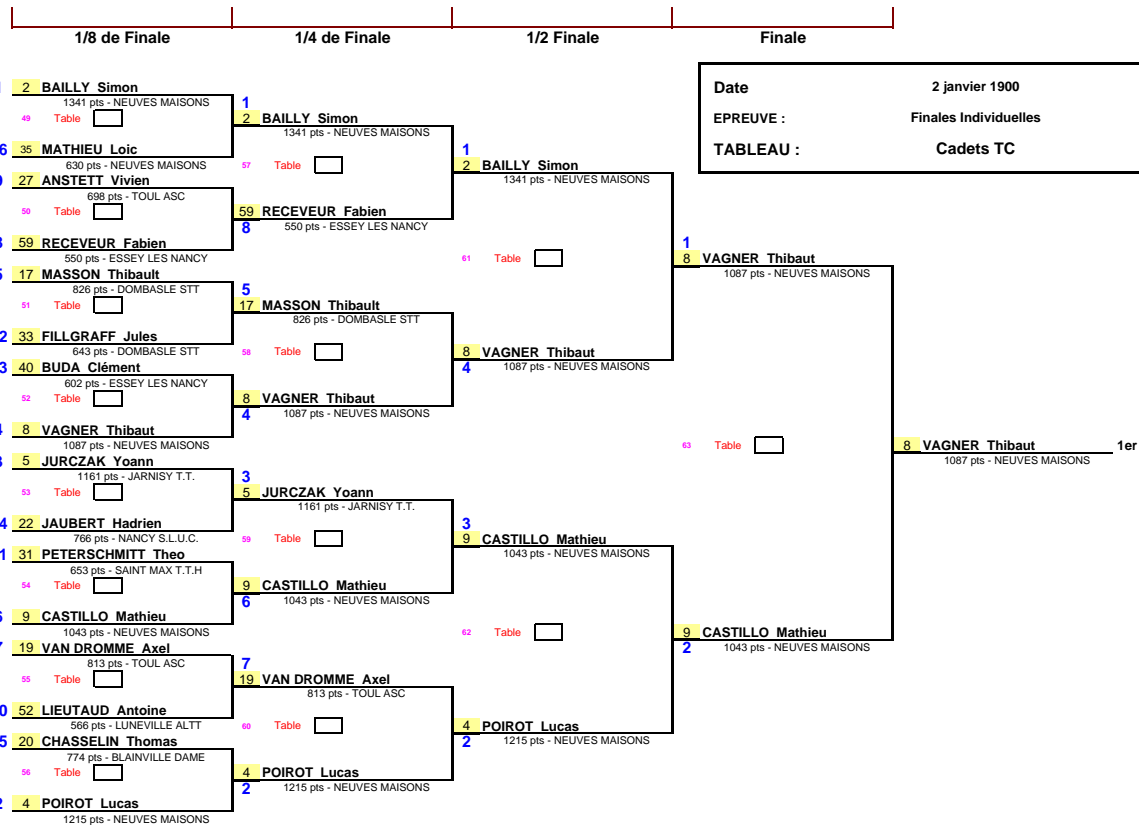 1/8 de Finale 1/4 de Finale 1/2 Finale Finale
Date 2 janvier 1900
EPREUVE : Finales Individuelles
TABLEAU : Cadets TC
2 BAILLY Simon
1341 pts - NEUVES MAISONS
49 Table
6 35 MATHIEU Loic
630 pts - NEUVES MAISONS
27 ANSTETT Vivien
698 pts - TOUL ASC
50 Table
59 RECEVEUR Fabien
550 pts - ESSEY LES NANCY
17 MASSON Thibault
826 pts - DOMBASLE STT
51 Table
2 33 FILLGRAFF Jules
643 pts - DOMBASLE STT
3 40 BUDA Clément
602 pts - ESSEY LES NANCY
52 Table
8 VAGNER Thibaut
1087 pts - NEUVES MAISONS
5 JURCZAK Yoann
1161 pts - JARNISY T.T.
53 Table
4 22 JAUBERT Hadrien
766 pts - NANCY S.L.U.C.
1 31 PETERSCHMITT Theo
653 pts - SAINT MAX T.T.H
54 Table
9 CASTILLO Mathieu
1043 pts - NEUVES MAISONS
19 VAN DROMME Axel
813 pts - TOUL ASC
55 Table
0 52 LIEUTAUD Antoine
566 pts - LUNEVILLE ALTT
5 20 CHASSELIN Thomas
774 pts - BLAINVILLE DAME
56 Table
4 POIROT Lucas
1215 pts - NEUVES MAISONS
1
2 BAILLY Simon
1341 pts - NEUVES MAISONS
57 Table
59 RECEVEUR Fabien
8 550 pts - ESSEY LES NANCY
5
17 MASSON Thibault
826 pts - DOMBASLE STT
58 Table
8 VAGNER Thibaut
4 1087 pts - NEUVES MAISONS
3
5 JURCZAK Yoann
1161 pts - JARNISY T.T.
59 Table
9 CASTILLO Mathieu
6 1043 pts - NEUVES MAISONS
7
19 VAN DROMME Axel
813 pts - TOUL ASC
60 Table
4 POIROT Lucas
2 1215 pts - NEUVES MAISONS
1
2 BAILLY Simon
1341 pts - NEUVES MAISONS
61 Table
8 VAGNER Thibaut
4 1087 pts - NEUVES MAISONS
3
9 CASTILLO Mathieu
1043 pts - NEUVES MAISONS
62 Table
4 POIROT Lucas
2 1215 pts - NEUVES MAISONS
1
8 VAGNER Thibaut
1087 pts - NEUVES MAISONS
63 Table
9 CASTILLO Mathieu
2 1043 pts - NEUVES MAISONS
8 VAGNER Thibaut 1er
1087 pts - NEUVES MAISONS